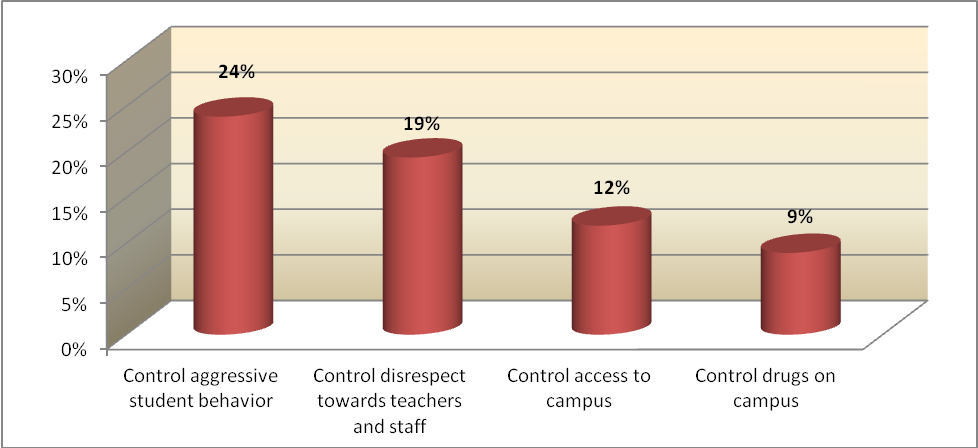 30%
25%
20%
15%
10%
5%
0%
24%
19%
12%
9%
Control aggressive
student behavior
Control disrespect
towards teachers
and staff
Control access to
campus
Control drugs on
campus